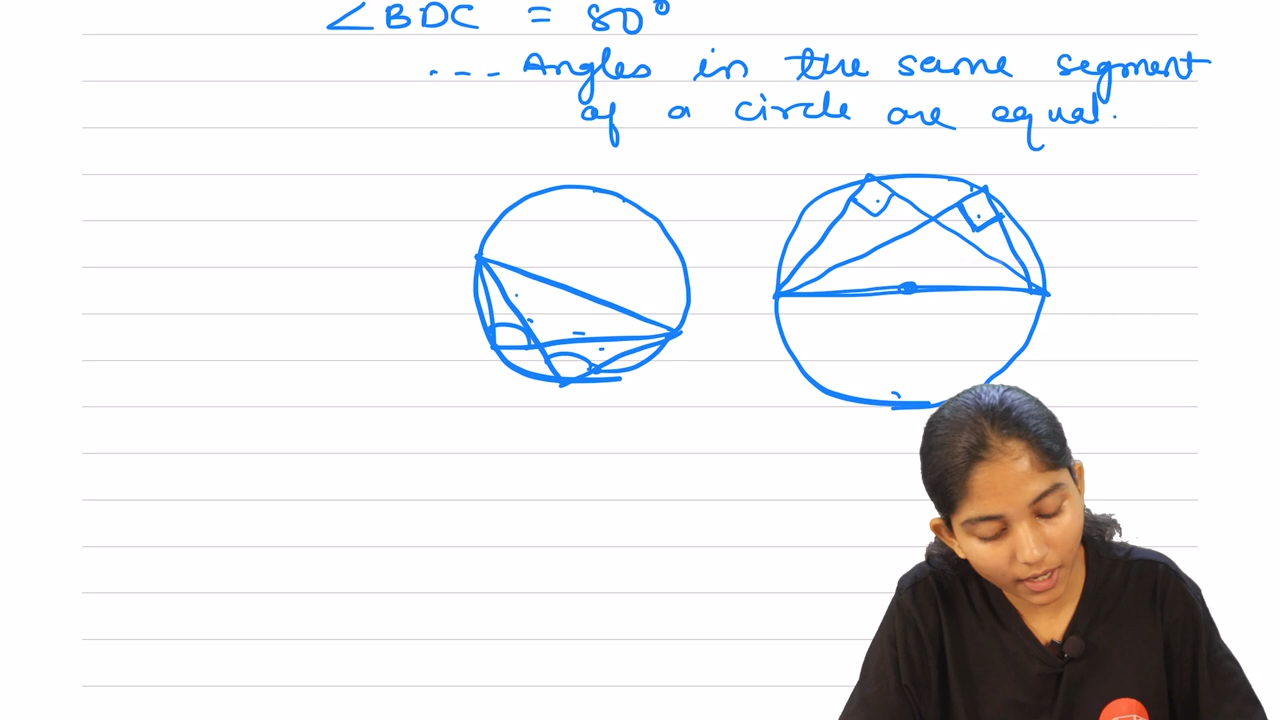 ∠BDC = 80°
--- Angles in the same segment
of a circle are equal.